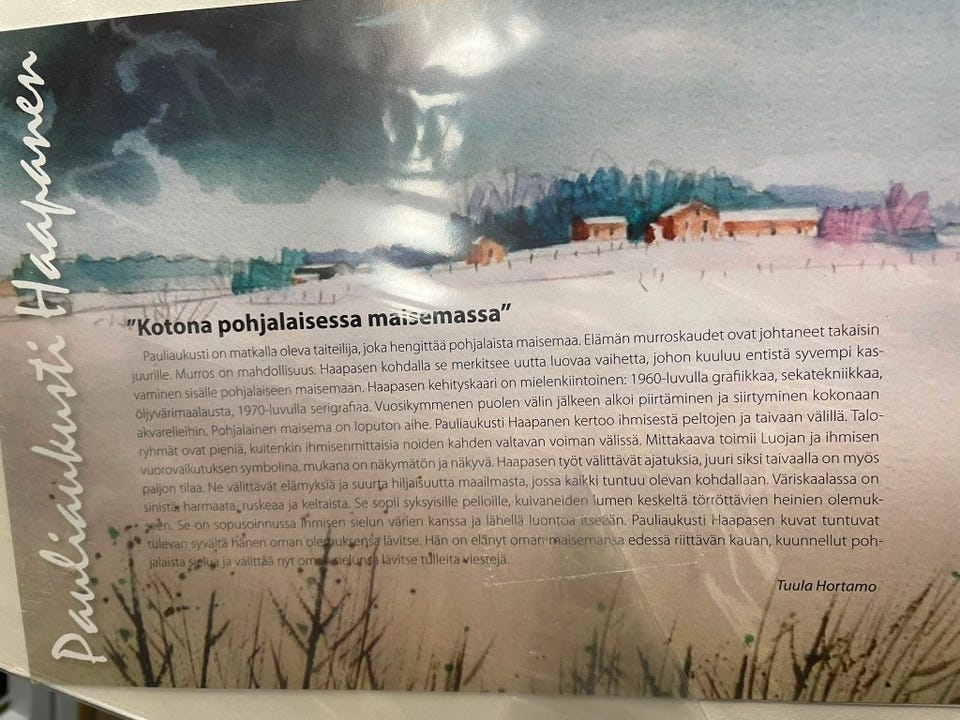 Pauliaukusti Haapanen
"Kotona pohjalaisessa maisemassa"
Pauliaukusti on matkalla oleva taiteilija, joka hengittää pohjalaista maisemaa. Elämän murroskaudet ovat johtaneet takaisin
juurille. Murros on mahdollisuus. Haapasen kohdalla se merkitsee uutta luovaa vaihetta, johon kuuluu entistä syvempi kas-
vaminen sisälle pohjalaiseen maisemaan. Haapasen kehityskaari on mielenkiintoinen: 1960-luvulla grafiikkaa, sekatekniikkaa,
öljyvärimaalausta, 1970-luvulla serigrafiaa. Vuosikymmenen puolen välin jälkeen alkoi piirtäminen ja siirtyminen kokonaan
akvarelleihin. Pohjalainen maisema on loputon aihe. Pauliaukusti Haapanen kertoo ihmisestä peltojen ja taivaan välillä. Talo-
ryhmät ovat pieniä, kuitenkin ihmisenmittaisia noiden kahden valtavan voiman välissä. Mittakaava toimii Luojan ja ihmisen
vuorovaikutuksen symbolina, mukana on näkymätön ja näkyvä. Haapasen työt välittävät ajatuksia, juuri siksi taivaalla on myös
paljon tilaa. Ne välittävät elämyksiä ja suurta hiljaisuutta maailmasta, jossa kaikki tuntuu olevan kohdallaan. Väriskaalassa on
sinistä, harmaata, ruskeaa ja keltaista. Se sopii syksyisille pelloille, kuivaneiden lumen keskeltä törröttävien heinien olemuk-
seen. Se on sopusoinnussa ihmisen sielun värien kanssa ja lähellä luontoa itseään. Pauliaukusti Haapasen kuvat tuntuvat
tulevan syvältä hänen oman olemuksensa lävitse. Hän on elänyt oman maisemansa edessä riittävän kauan, kuunnellut poh-
jalaista sielua ja välittää nyt oman sielunsa lävitse tulleita viestejä.
Tuula Hortamo